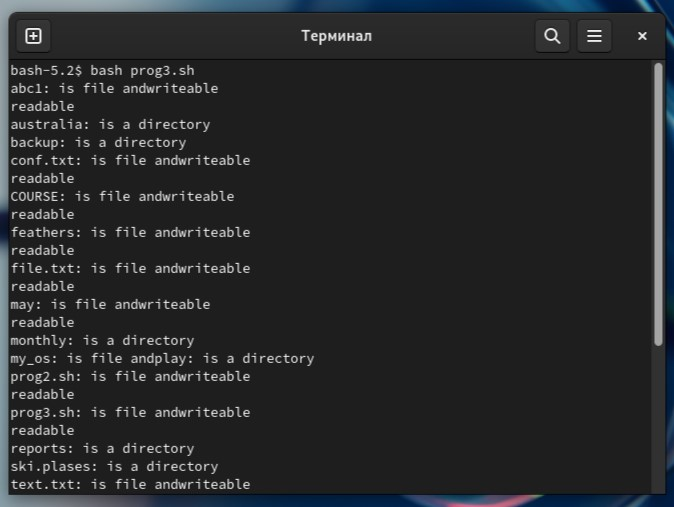 Терминал
bash-5.2$ bash prog3.sh
abc1: is file andwriteable
readable
australia: is a directory
backup: is a directory
conf.txt: is file andwriteable
readable
COURSE: is file andwriteable
readable
feathers: is file andwriteable
readable
file.txt: is file andwriteable
readable
may: is file andwriteable
readable
monthly: is a directory
my_os: is file andplay: is a directory
prog2.sh: is file andwriteable
readable
prog3.sh: is file andwriteable
readable
reports: is a directory
ski.plases: is a directory
text.txt: is file andwriteable